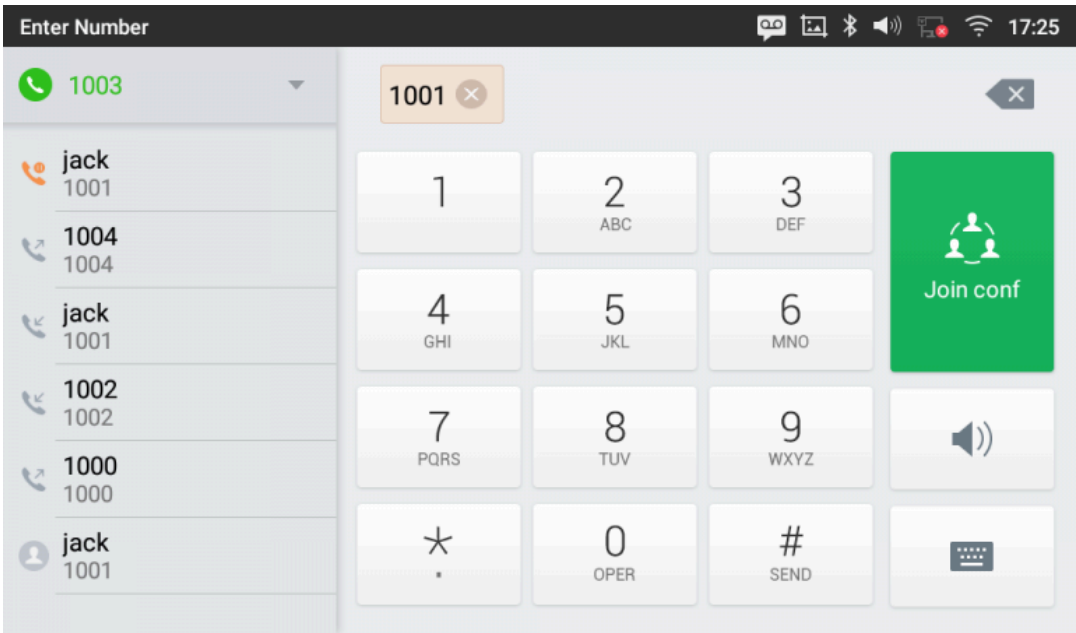 Enter Number
17:25
1003
jack
1001
1004
1004
jack
1001
1002
1002
1000
1000
jack
1001
1001
1
2
ABC
3
DEF
4
GHI
5
JKL
6
MNO
7
PQRS
8
TUV
9
WXYZ
*
.
0
OPER
#
SEND
Join conf